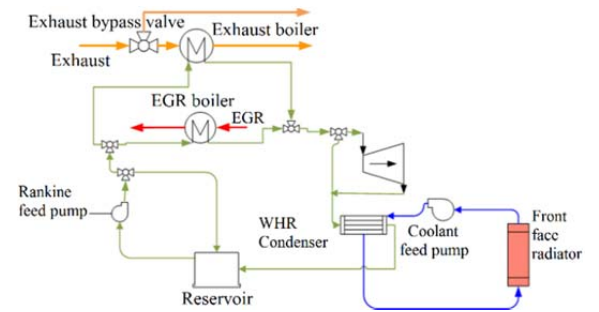 Exhaust bypass valve
Exhaust boiler
Exhaust
EGR boiler
EGR
Rankine
feed pump
WHR
Condenser
Coolant
feed pump
Front
facc
radiator
Reservoir